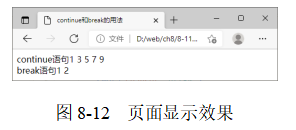 continue和break的用法
文件 D:/web/ch8/8-11...
continue语句1 3 5 7 9
break语句1 2
图 8-12 页面显示效果